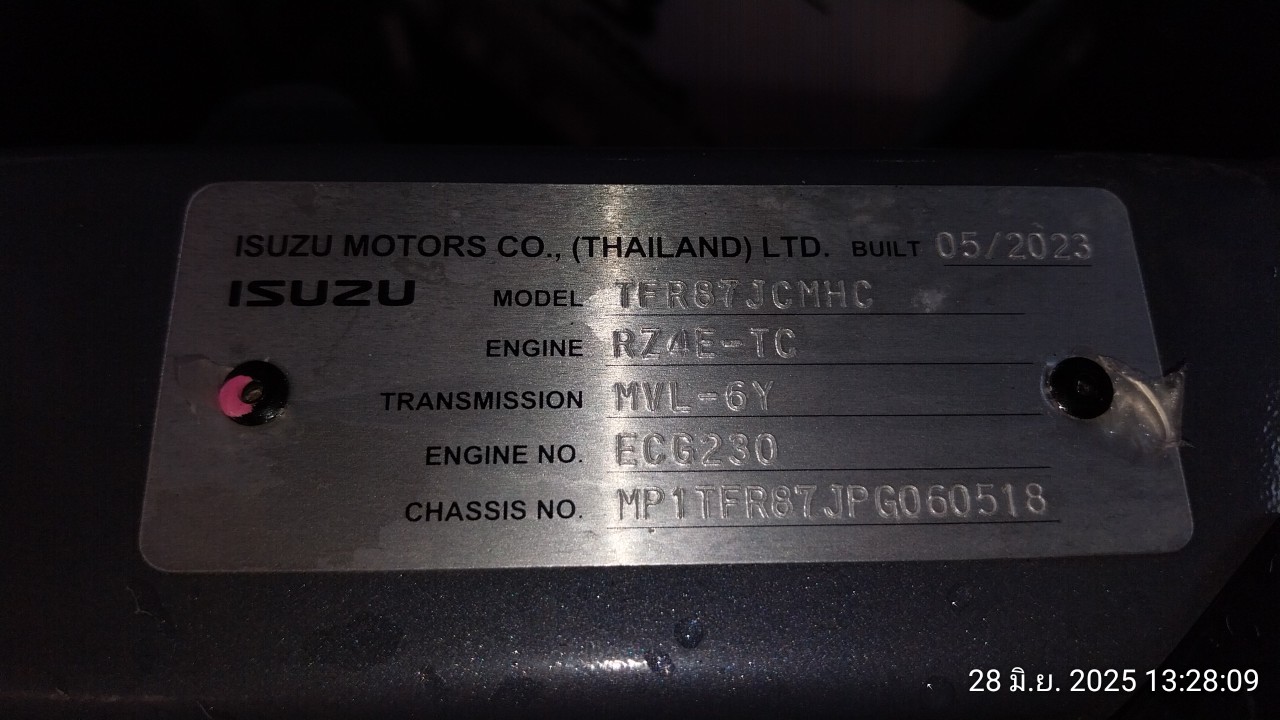 ISUZU MOTORS CO., (THAILAND) LTD. BUILT 05/2023
ISUZU MODEL TFR87JCMHC
ENGINE RZ4E-TC
TRANSMISSION MVL-6Y
ENGINE NO. ECG230
CHASSIS NO. MP1TFR87JPG060518
28 มิ.ย. 2025 13:28:09